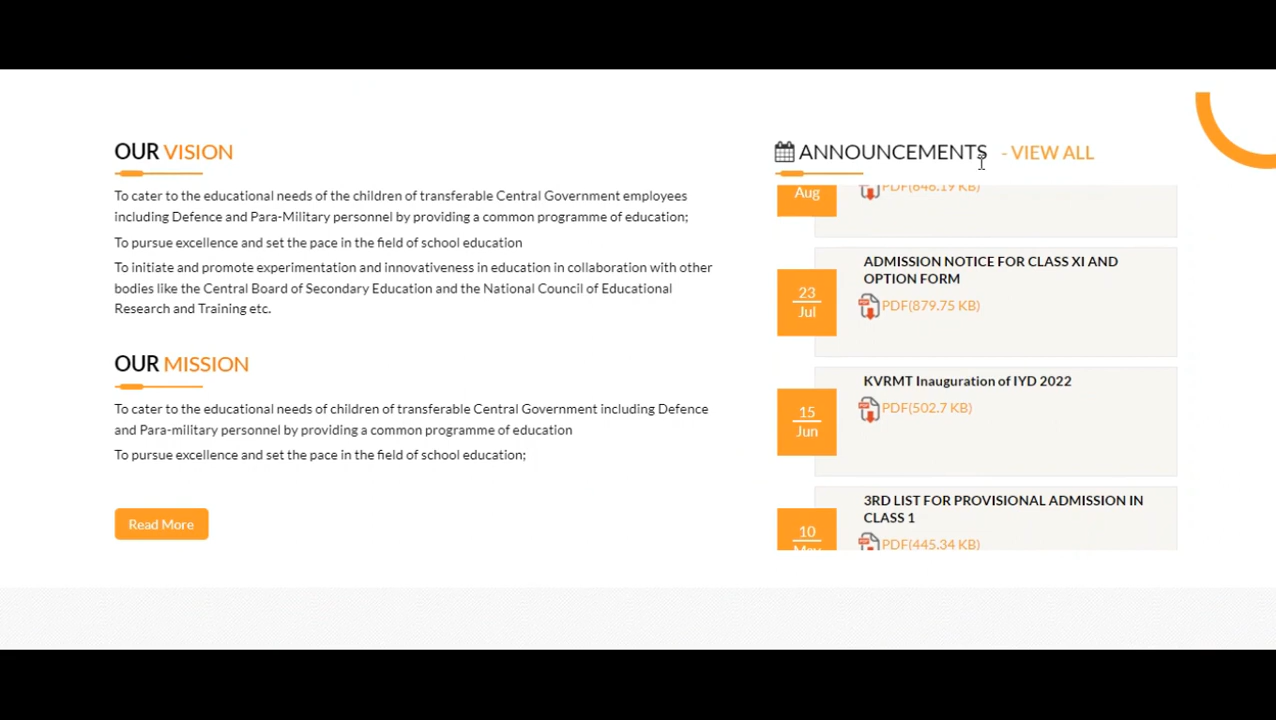 OUR VISION
To cater to the educational needs of the children of transferable Central Government employees
including Defence and Para-Military personnel by providing a common programme of education;
To pursue excellence and set the pace in the field of school education
To initiate and promote experimentation and innovativeness in education in collaboration with other
bodies like the Central Board of Secondary Education and the National Council of Educational
Research and Training etc.
OUR MISSION
To cater to the educational needs of children of transferable Central Government including Defence
and Para-military personnel by providing a common programme of education
To pursue excellence and set the pace in the field of school education;
Read More
ANNOUNCEMENTS - VIEW ALL
Aug
PDF(646.19 KB)
23
Jul
ADMISSION NOTICE FOR CLASS XI AND
OPTION FORM
PDF(879.75 KB)
15
Jun
KVRMT Inauguration of IYD 2022
PDF(502.7 KB)
10
May
3RD LIST FOR PROVISIONAL ADMISSION IN
CLASS 1
PDF(445.34 KB)